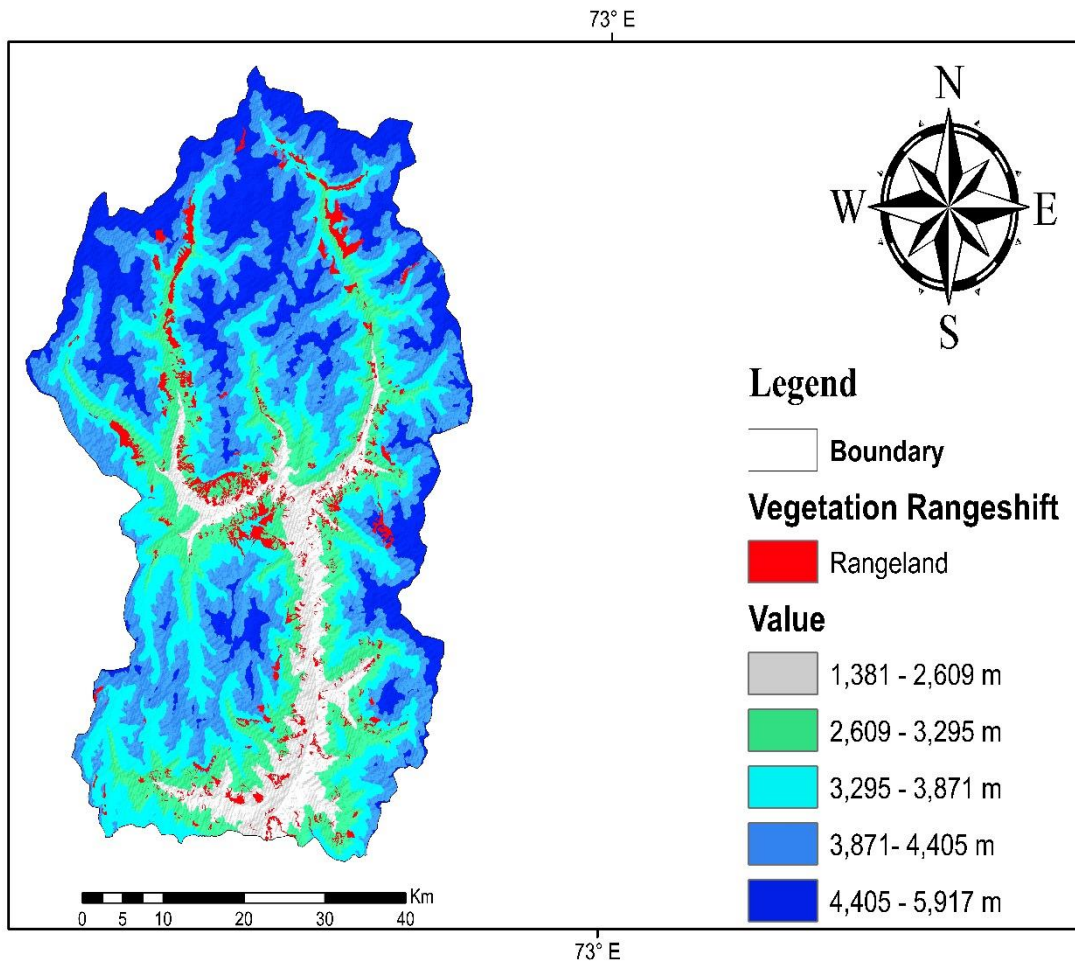 73° E
N
W E
S
Legend
Boundary
Vegetation Rangeshift
Rangeland
Value
1,381 - 2,609 m
2,609 - 3,295 m
3,295 - 3,871 m
3,871- 4,405 m
4,405 - 5,917 m
Km
0 5 10 20 30 40
73° E